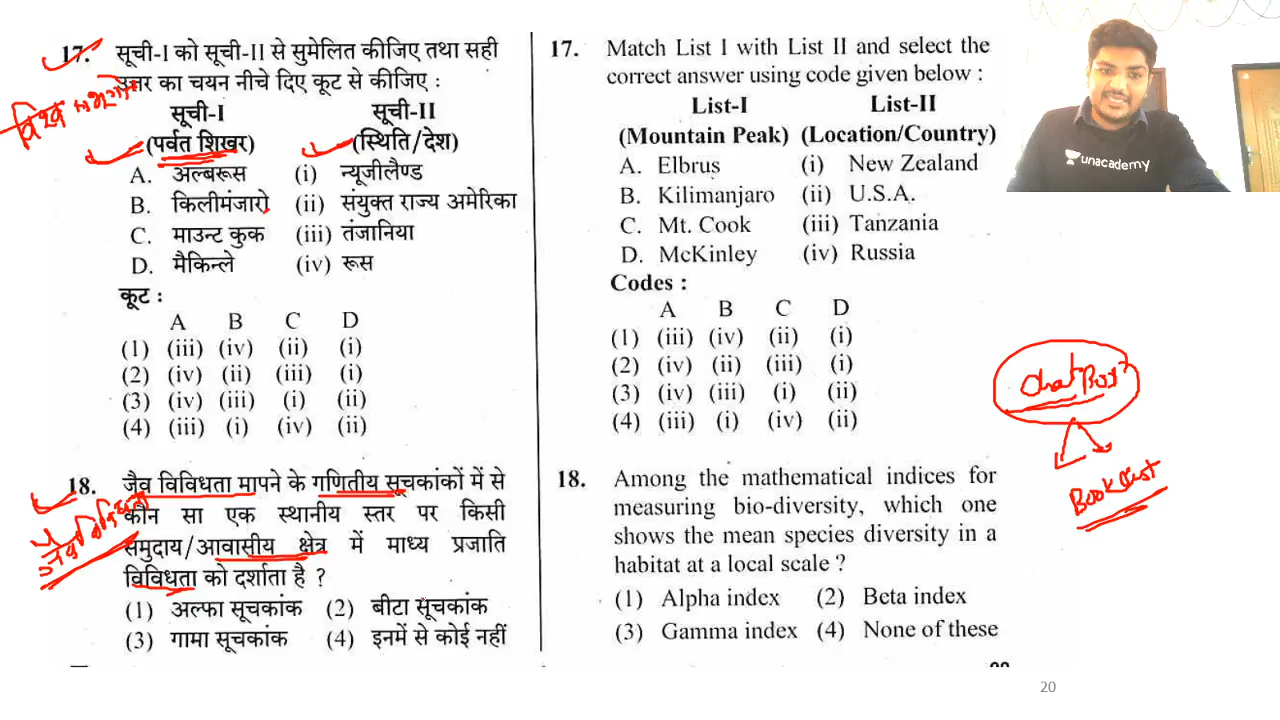 17. सूची-I को सूची-II से सुमेलित कीजिए तथा सही
उत्तर का चयन नीचे दिए कूट से कीजिए :
सूची-I सूची-II
(पर्वत शिखर) (स्थिति/देश)
A. अल्बरूस (i) न्यूजीलैण्ड
B. किलीमंजारो (ii) संयुक्त राज्य अमेरिका
C. माउन्ट कुक (iii) तंजानिया
D. मैकिन्ले (iv) रूस
कूट :
A B C D
(1) (iii) (iv) (ii) (i)
(2) (iv) (ii) (iii) (i)
(3) (iv) (iii) (i) (ii)
(4) (iii) (i) (iv) (ii)
18. जैव विविधता मापने के गणितीय सूचकांकों में से
कौन सा एक स्थानीय स्तर पर किसी
समुदाय/आवासीय क्षेत्र में माध्य प्रजाति
विविधता को दर्शाता है ?
(1) अल्फा सूचकांक (2) बीटा सूचकांक
(3) गामा सूचकांक (4) इनमें से कोई नहीं
विश्व भूगोल
जैव विविधता
17. Match List I with List II and select the
correct answer using code given below :
List-I List-II
(Mountain Peak) (Location/Country)
A. Elbrus (i) New Zealand
B. Kilimanjaro (ii) U.S.A.
C. Mt. Cook (iii) Tanzania
D. McKinley (iv) Russia
Codes :
A B C D
(1) (iii) (iv) (ii) (i)
(2) (iv) (ii) (iii) (i)
(3) (iv) (iii) (i) (ii)
(4) (iii) (i) (iv) (ii)
18. Among the mathematical indices for
measuring bio-diversity, which one
shows the mean species diversity in a
habitat at a local scale ?
(1) Alpha index (2) Beta index
(3) Gamma index (4) None of these
unacademy
20